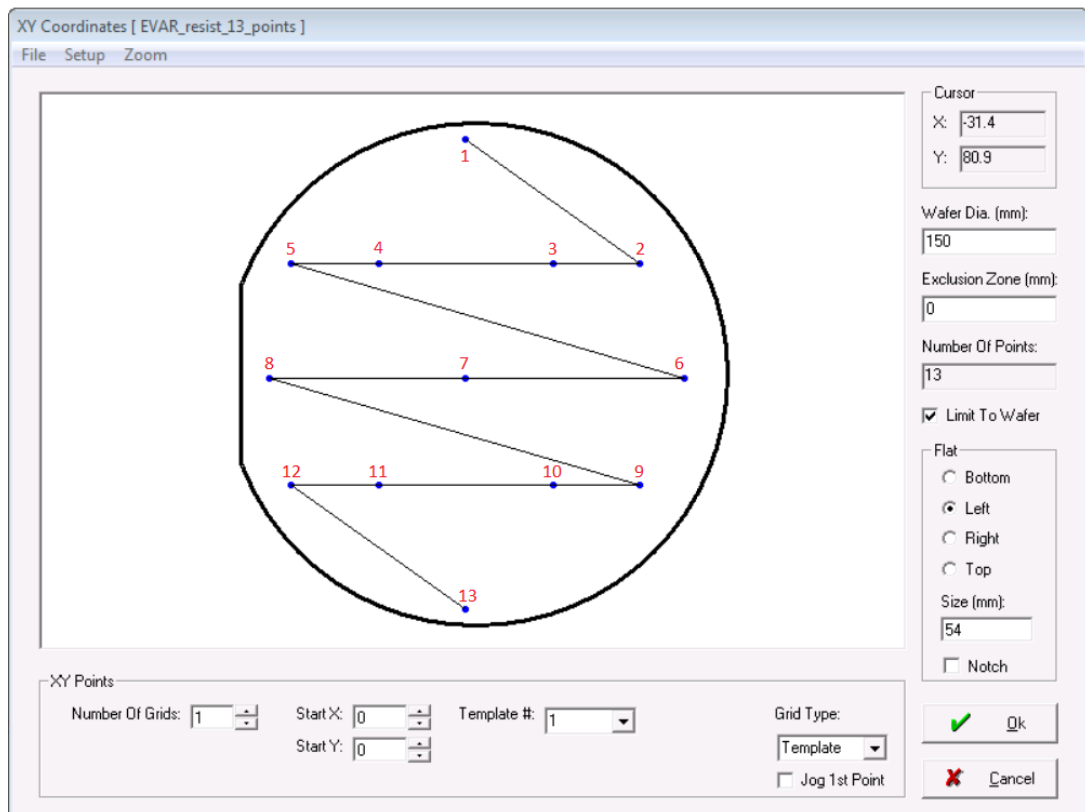 XY Coordinates [ EVAR_resist_13_points ]
File Setup Zoom
1
5 4 3 2
8 7 6
12 11 10 9
13
Cursor
X: -31.4
Y: 80.9
Wafer Dia. (mm):
150
Exclusion Zone (mm):
0
Number Of Points:
13
Limit To Wafer
Flat
Bottom
Left
Right
Top
Size (mm):
54
Notch
XY Points
Number Of Grids: 1
Start X: 0
Start Y: 0
Template #: 1
Grid Type:
Template
Jog 1st Point
Ok
Cancel